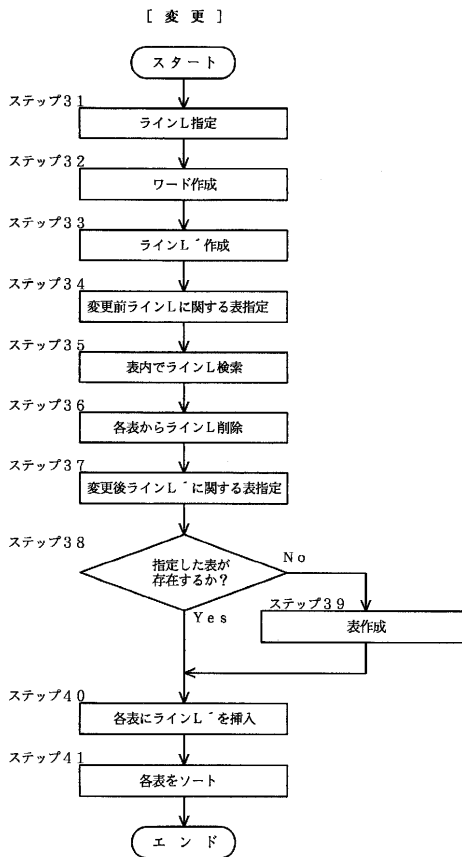 [ 変 更 ]
スタート
ステップ31
ラインL指定
ステップ32
ワード作成
ステップ33
ラインL´作成
ステップ34
変更前ラインLに関する表指定
ステップ35
表内でラインL検索
ステップ36
各表からラインL削除
ステップ37
変更後ラインL´に関する表指定
ステップ38
指定した表が
存在するか?
No
Yes
ステップ39
表作成
ステップ40
各表にラインL´を挿入
ステップ41
各表をソート
エンド